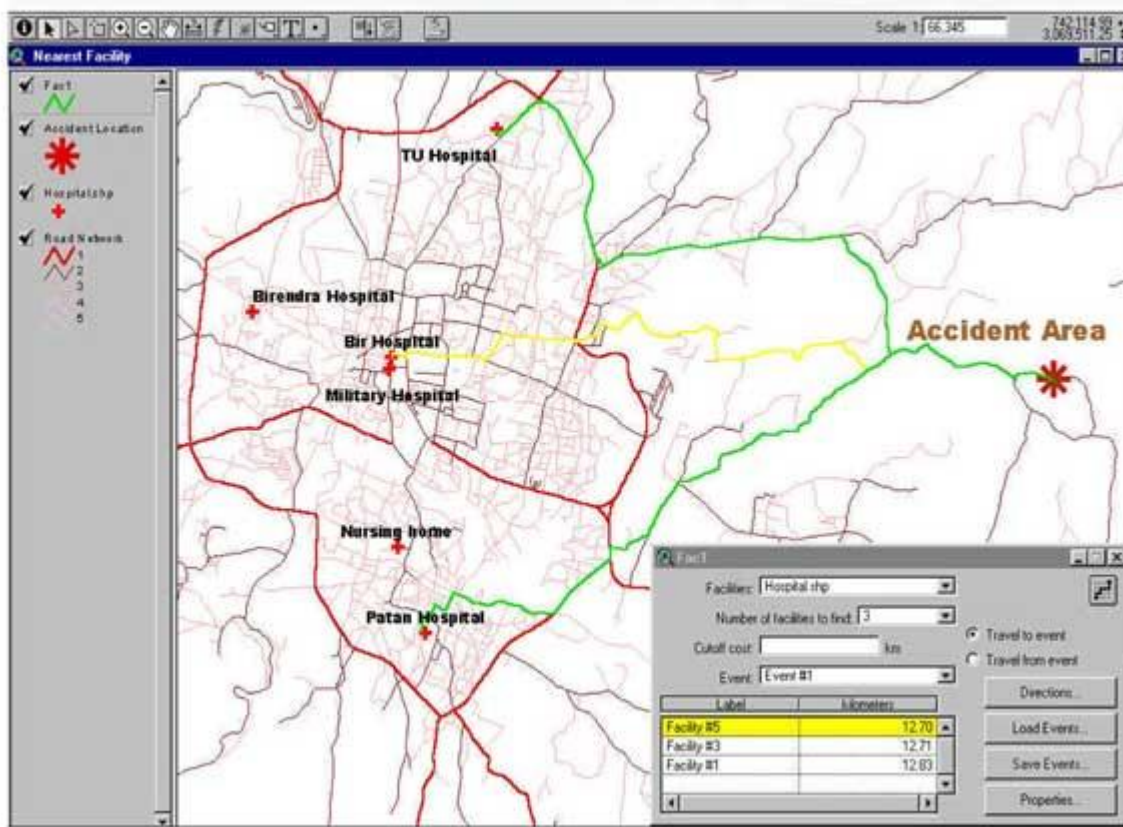 Scale 1: 66,345
742,114.99
3,069,511.25
Nearest Facility
Fac1
Accident Location
Hospital.shp
Road Network
1
2
3
4
5
TU Hospital
Birendra Hospital
Bir Hospital
Military Hospital
Nursing home
Patan Hospital
Accident Area
Fac1
Facilities: Hospital.shp
Number of facilities to find: 3
Cutoff cost: km
Event: Event #1
Travel to event
Travel from event
Label Kilometers
Facility #5 12.70
Facility #3 12.71
Facility #1 12.83
Directions...
Load Events...
Save Events...
Properties...